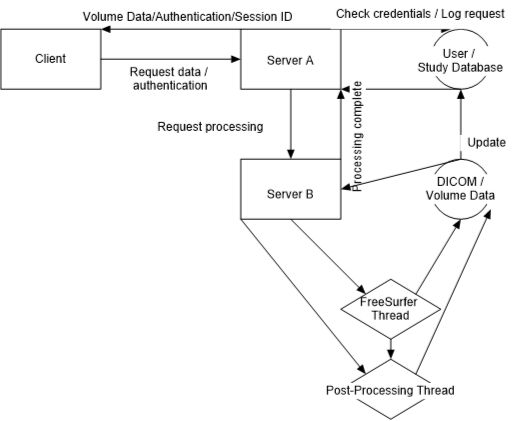 Volume Data/Authentication/Session ID
Check credentials / Log request
Client
Server A
User /
Study Database
Request data /
authentication
Processing complete
Request processing
Update
Server B
DICOM /
Volume Data
FreeSurfer
Thread
Post-Processing Thread